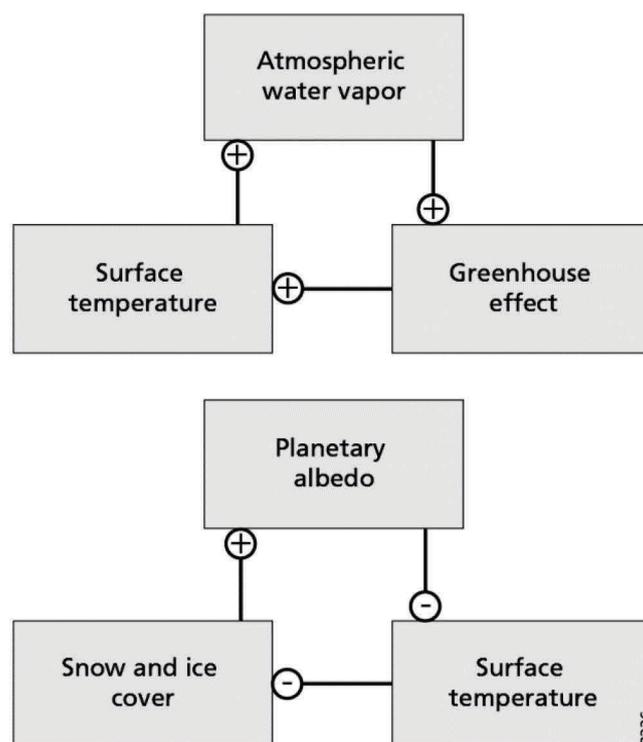 Atmospheric
water vapor
+
+
Surface
temperature
+
Greenhouse
effect
Planetary
albedo
+
-
Snow and ice
cover
-
Surface
temperature